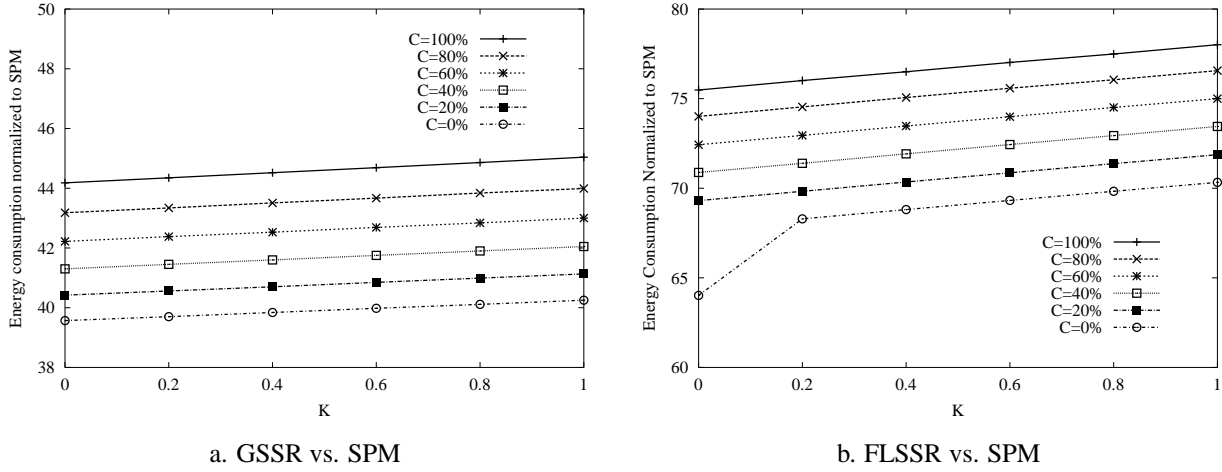 50
48
46
44
42
40
38
Energy consumption normalized to SPM
C=100%
C=80%
C=60%
C=40%
C=20%
C=0%
0 0.2 0.4 0.6 0.8 1
K
a. GSSR vs. SPM
80
75
70
65
60
Energy Consumption Normalized to SPM
C=100%
C=80%
C=60%
C=40%
C=20%
C=0%
0 0.2 0.4 0.6 0.8 1
K
b. FLSSR vs. SPM